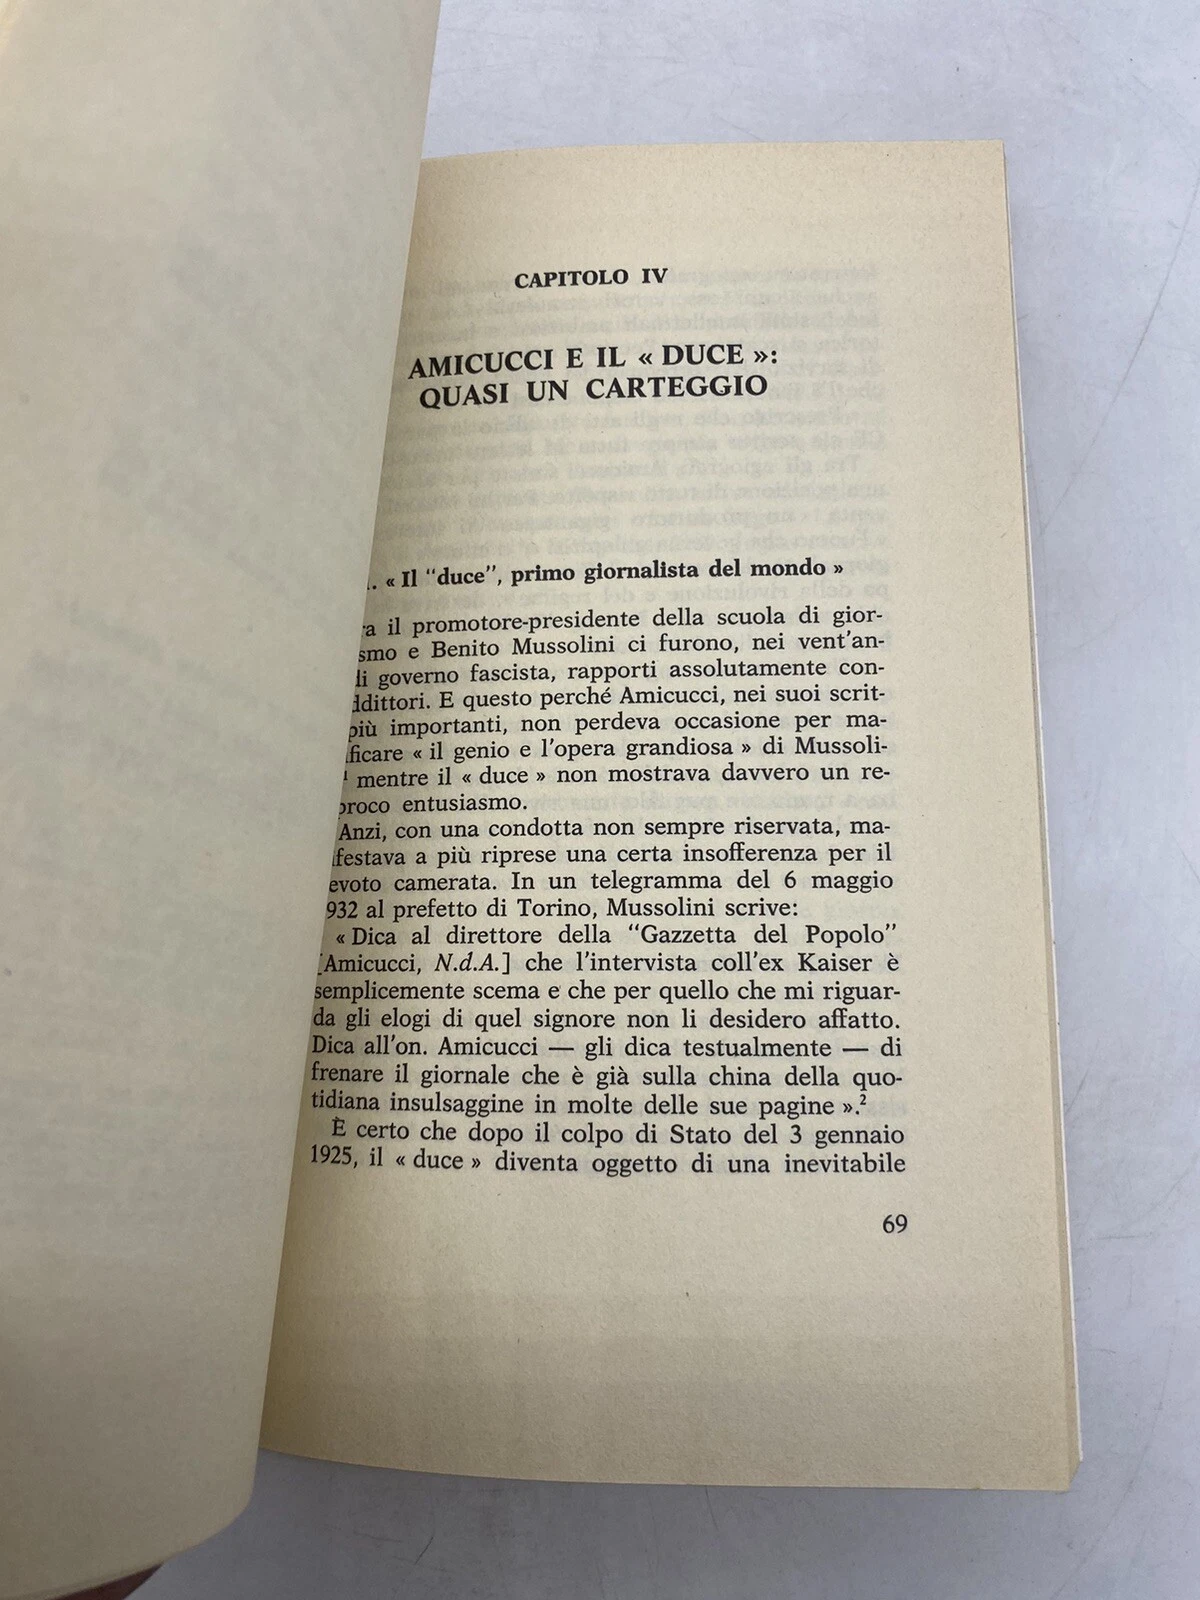 CAPITOLO IV
AMICUCCI E IL « DUCE »:
QUASI UN CARTEGGIO
. « Il "duce", primo giornalista del mondo »
ra il promotore-presidente della scuola di gior-
smo e Benito Mussolini ci furono, nei vent'an-
di governo fascista, rapporti assolutamente con-
ddittori. E questo perché Amicucci, nei suoi scrit-
più importanti, non perdeva occasione per ma-
ficare « il genio e l'opera grandiosa » di Mussoli-
¹ mentre il « duce » non mostrava davvero un re-
proco entusiasmo.
Anzi, con una condotta non sempre riservata, ma-
festava a più riprese una certa insofferenza per il
evoto camerata. In un telegramma del 6 maggio
932 al prefetto di Torino, Mussolini scrive:
« Dica al direttore della "Gazzetta del Popolo"
[Amicucci, N.d.A.] che l'intervista coll'ex Kaiser è
semplicemente scema e che per quello che mi riguar-
da gli elogi di quel signore non li desidero affatto.
Dica all'on. Amicucci — gli dica testualmente — di
frenare il giornale che è già sulla china della quo-
tidiana insulsaggine in molte delle sue pagine ».²
È certo che dopo il colpo di Stato del 3 gennaio
1925, il « duce » diventa oggetto di una inevitabile
69